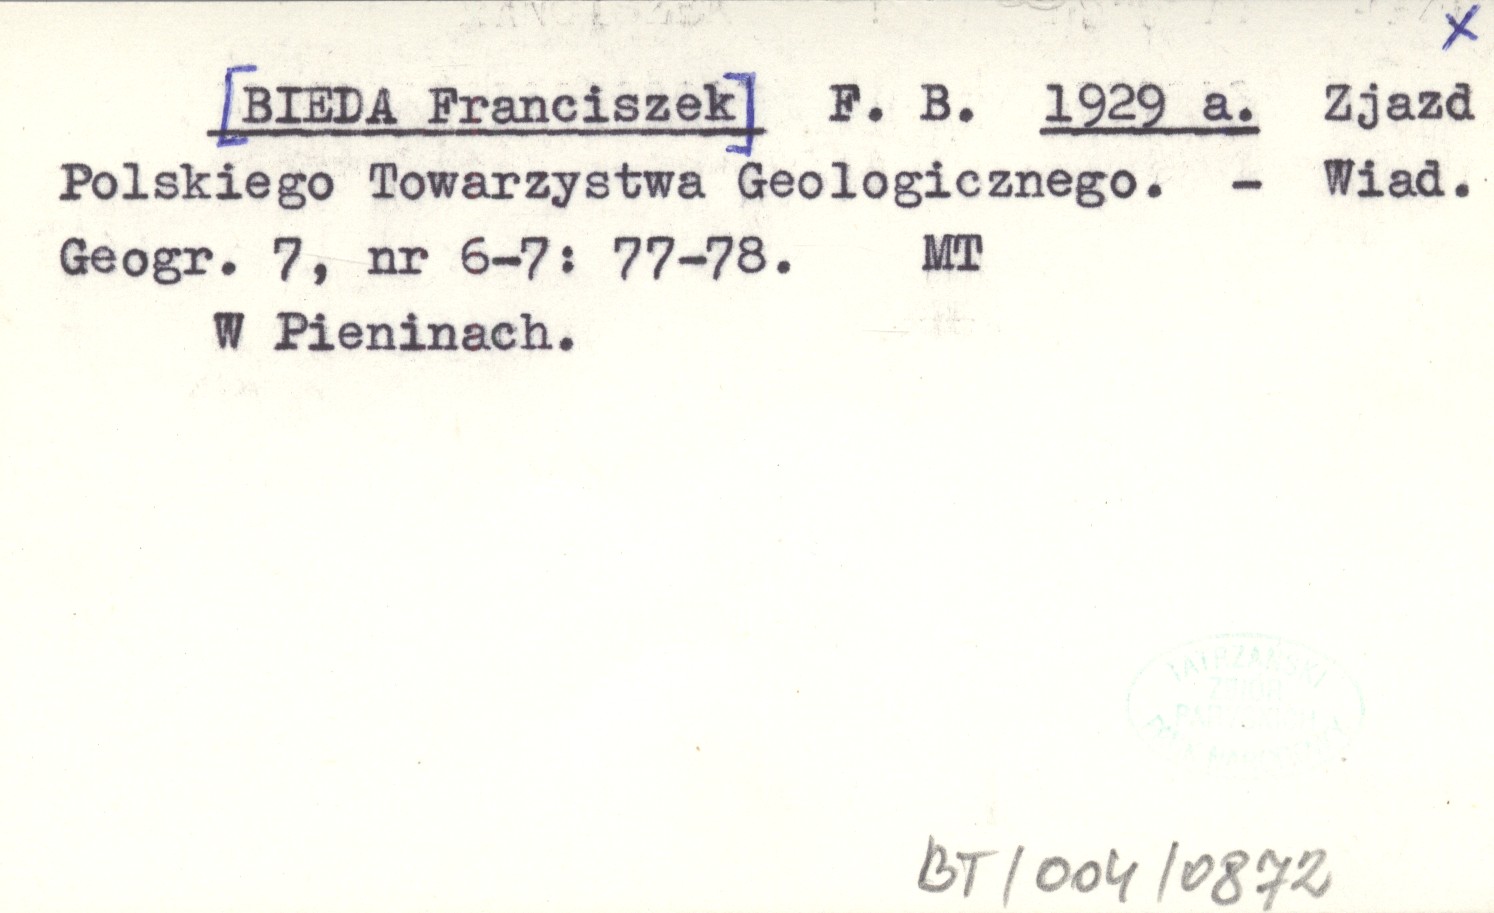 x
[BIEDA Franciszek] F. B. 1929 a. Zjazd
Polskiego Towarzystwa Geologicznego. - Wiad.
Geogr. 7, nr 6-7: 77-78. MT
W Pieninach.
TATRZAŃSKI
BT/004/0872